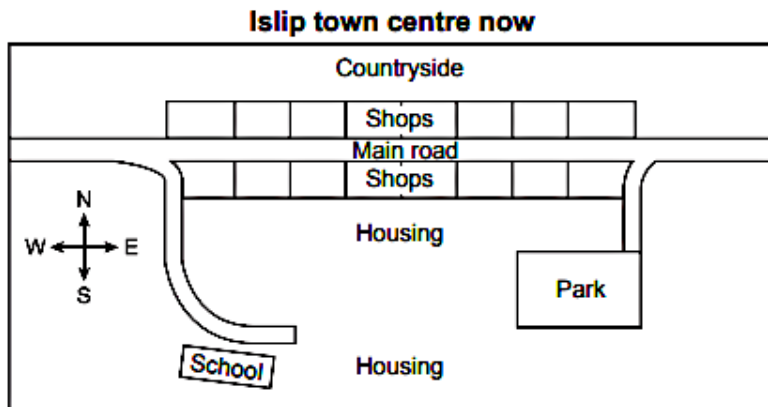 Islip town centre now
Countryside
Shops
Main road
Shops
N
W E
S
Housing
Park
School
Housing